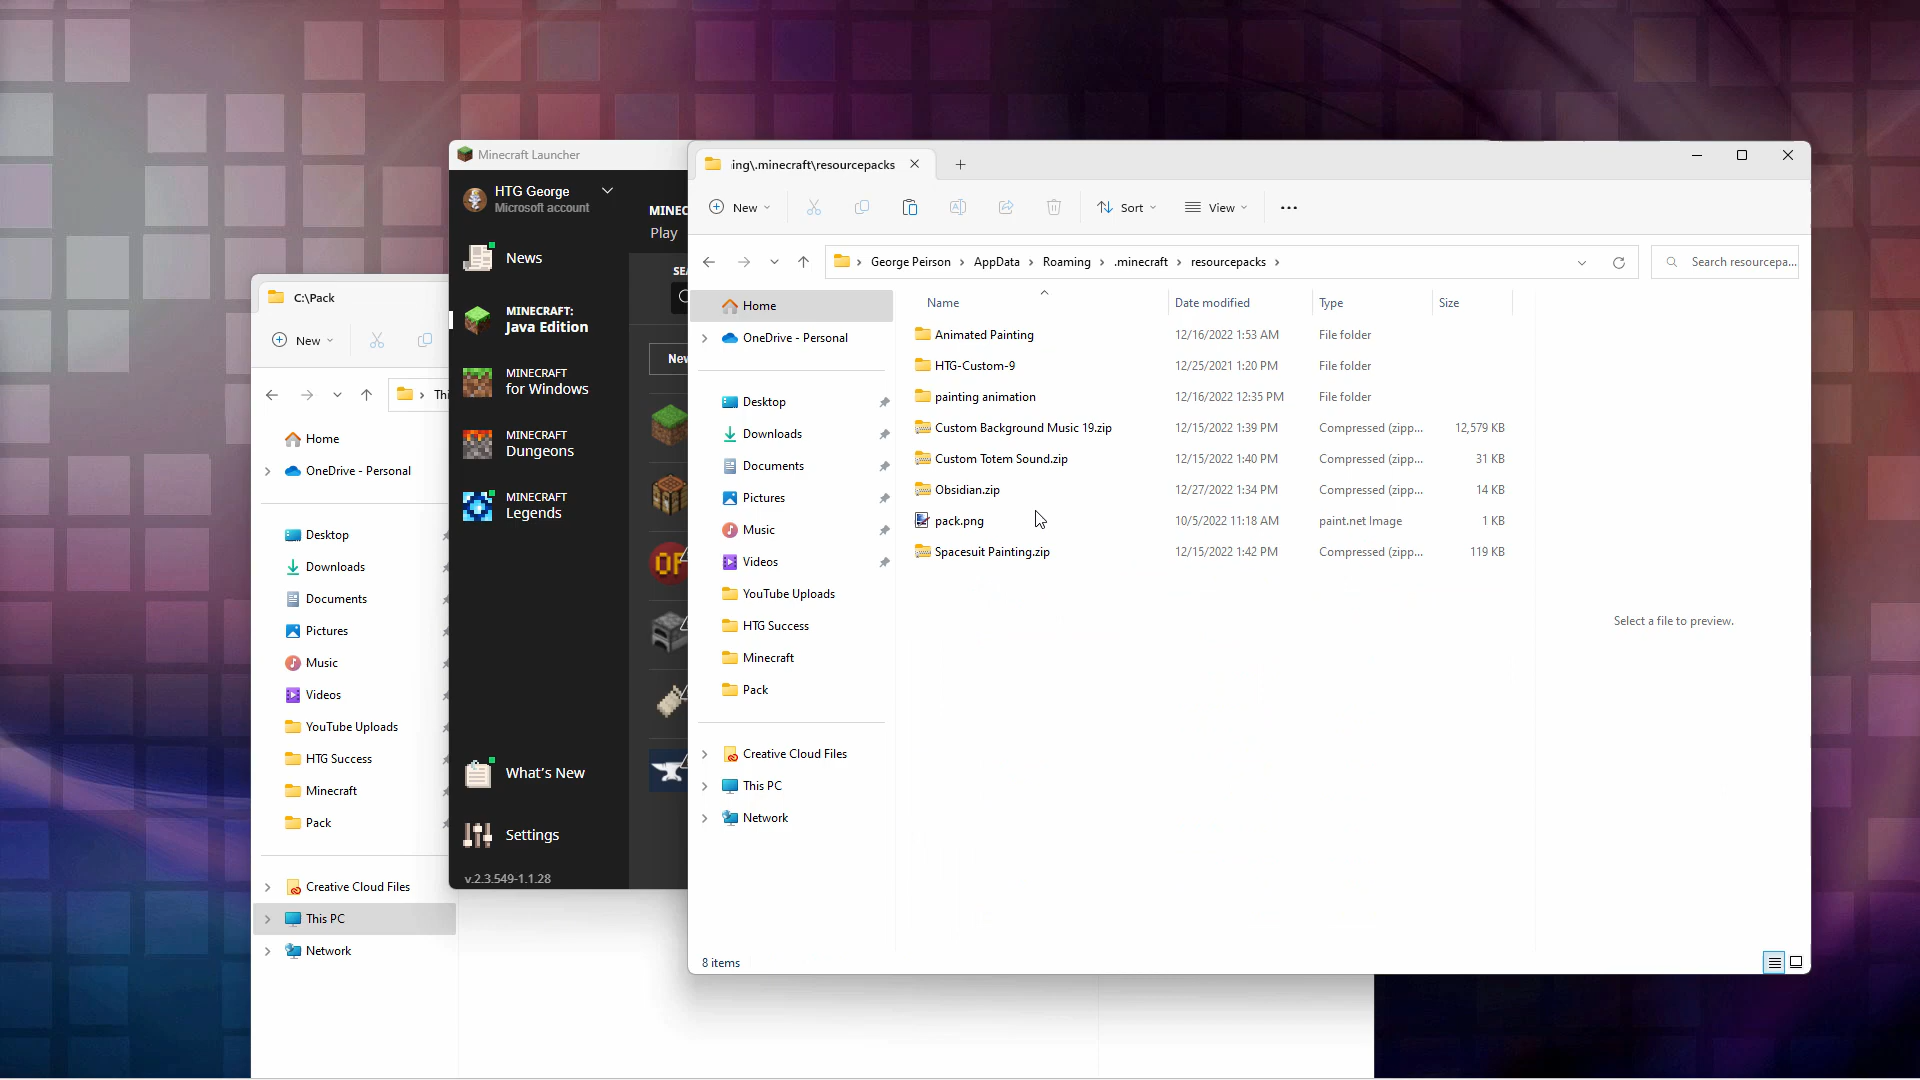 Minecraft Launcher
HTG George
Microsoft account
News
MINECRAFT:
Java Edition
MINECRAFT
for Windows
MINECRAFT
Dungeons
MINECRAFT
Legends
What's New
Settings
v.2.3.549-1.1.28
MINEC
Play
SEA
New
OP
C:\Pack
New
Thi
Home
OneDrive - Personal
Desktop
Downloads
Documents
Pictures
Music
Videos
YouTube Uploads
HTG Success
Minecraft
Pack
Creative Cloud Files
This PC
Network
ing\.minecraft\resourcepacks
New
Sort
View
George Peirson > AppData > Roaming > .minecraft > resourcepacks >
Search resourcepa...
Home
OneDrive - Personal
Desktop
Downloads
Documents
Pictures
Music
Videos
YouTube Uploads
HTG Success
Minecraft
Pack
Creative Cloud Files
This PC
Network
Name Date modified Type Size
Animated Painting 12/16/2022 1:53 AM File folder
HTG-Custom-9 12/25/2021 1:20 PM File folder
painting animation 12/16/2022 12:35 PM File folder
Custom Background Music 19.zip 12/15/2022 1:39 PM Compressed (zipp... 12,579 KB
Custom Totem Sound.zip 12/15/2022 1:40 PM Compressed (zipp... 31 KB
Obsidian.zip 12/27/2022 1:34 PM Compressed (zipp... 14 KB
pack.png 10/5/2022 11:18 AM paint.net Image 1 KB
Spacesuit Painting.zip 12/15/2022 1:42 PM Compressed (zipp... 119 KB
Select a file to preview.
8 items